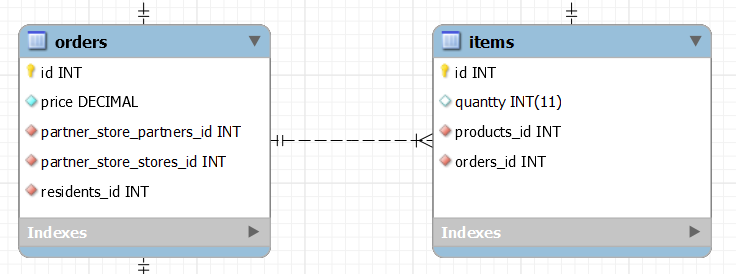 orders
id INT
price DECIMAL
partner_store_partners_id INT
partner_store_stores_id INT
residents_id INT
Indexes
items
id INT
quantty INT(11)
products_id INT
orders_id INT
Indexes